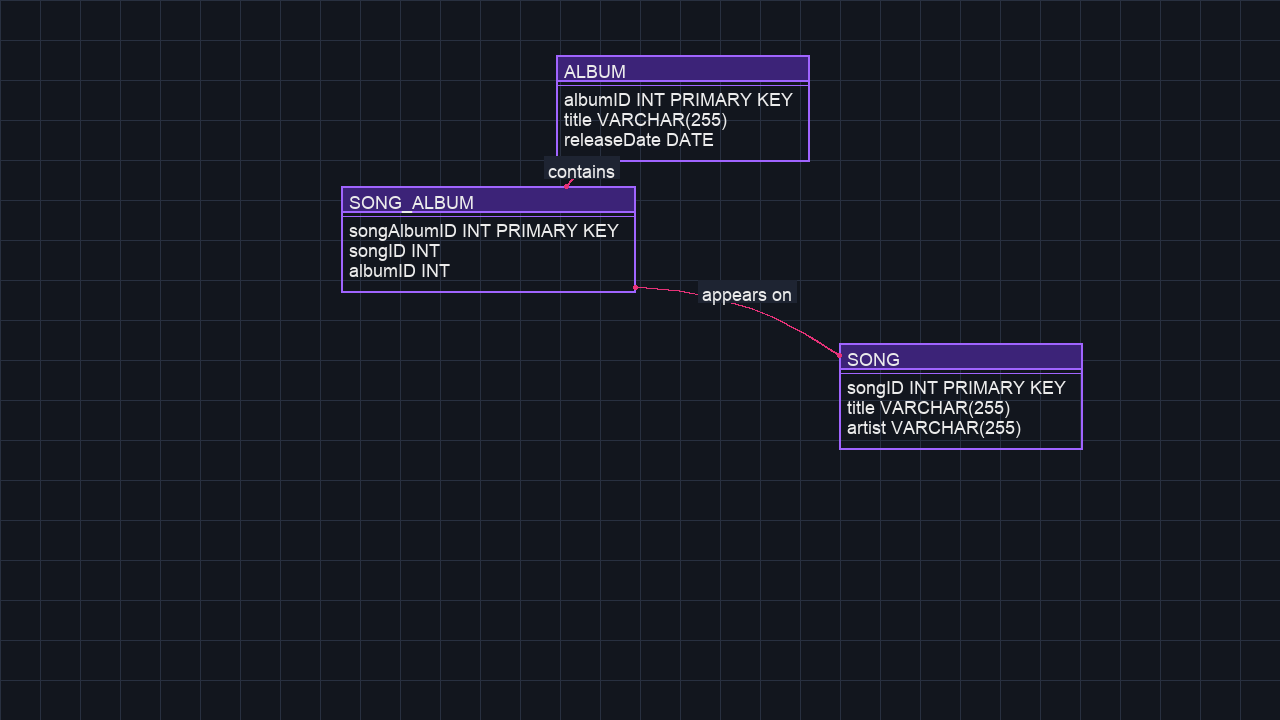 ALBUM
albumID INT PRIMARY KEY
title VARCHAR(255)
releaseDate DATE
contains
SONG_ALBUM
songAlbumID INT PRIMARY KEY
songID INT
albumID INT
appears on
SONG
songID INT PRIMARY KEY
title VARCHAR(255)
artist VARCHAR(255)